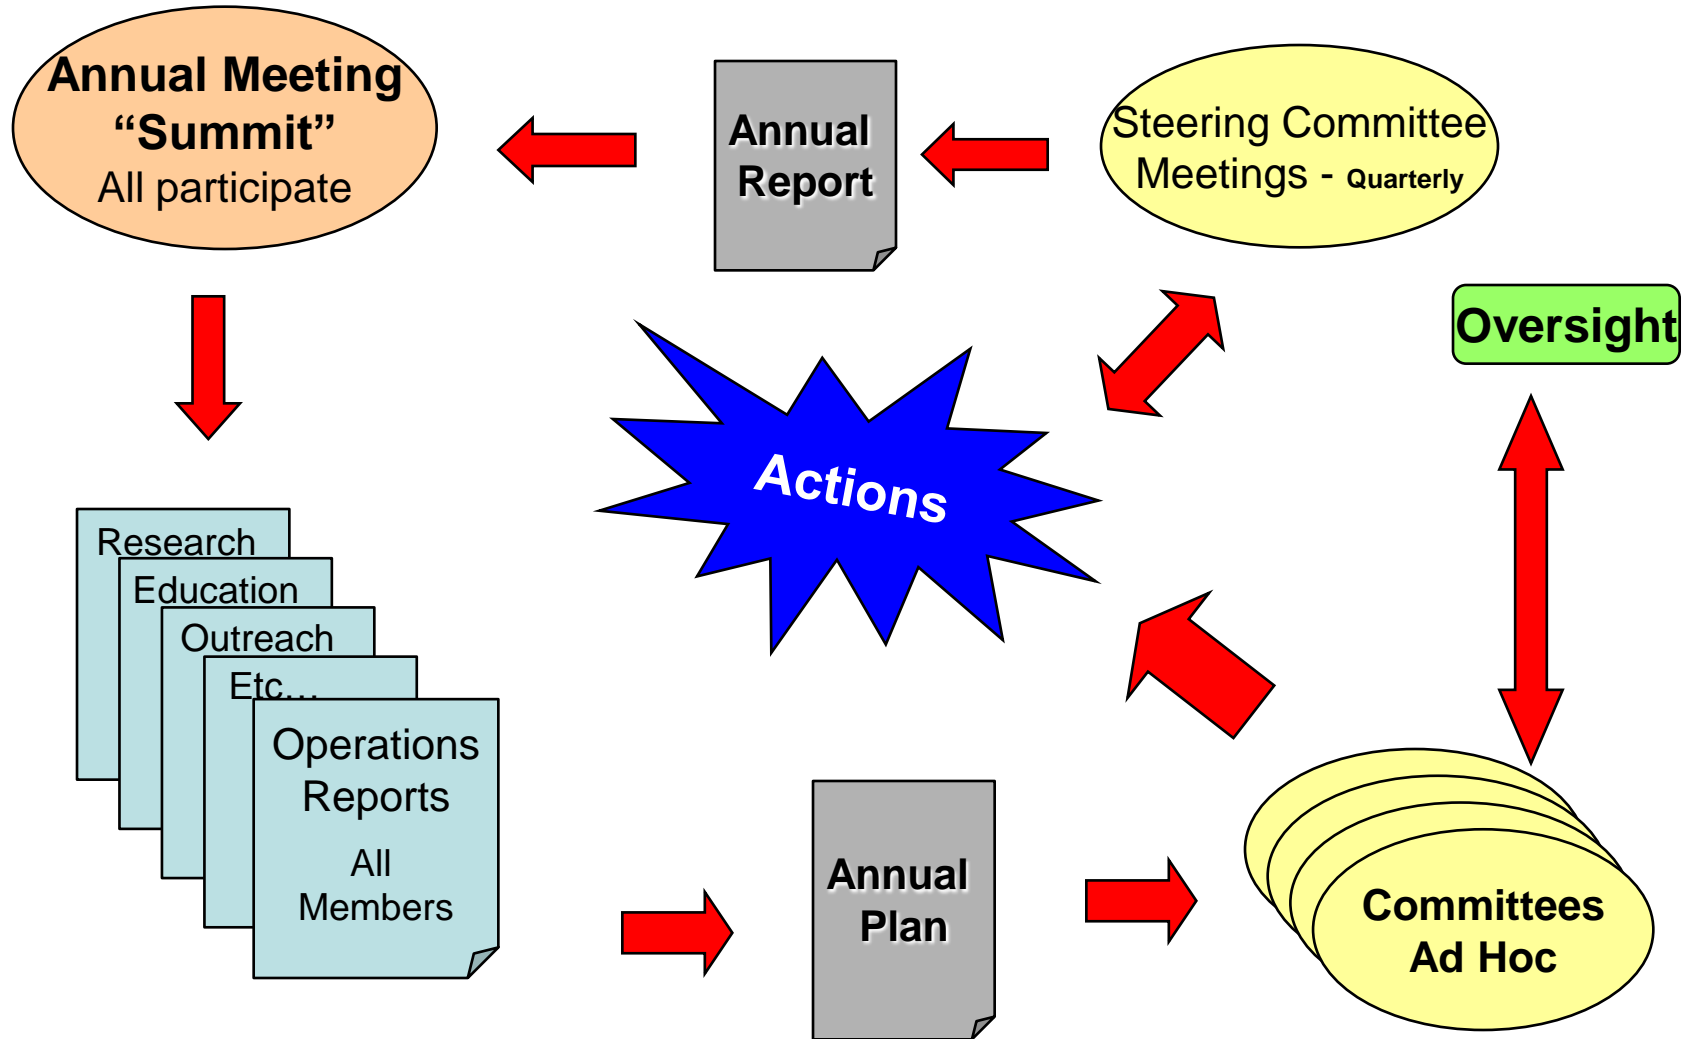 Annual Meeting
“Summit”
All participate
Annual
Report
Steering Committee
Meetings - Quarterly
Oversight
Actions
Research
Education
Outreach
Etc…
Operations
Reports
All
Members
Annual
Plan
Committees
Ad Hoc